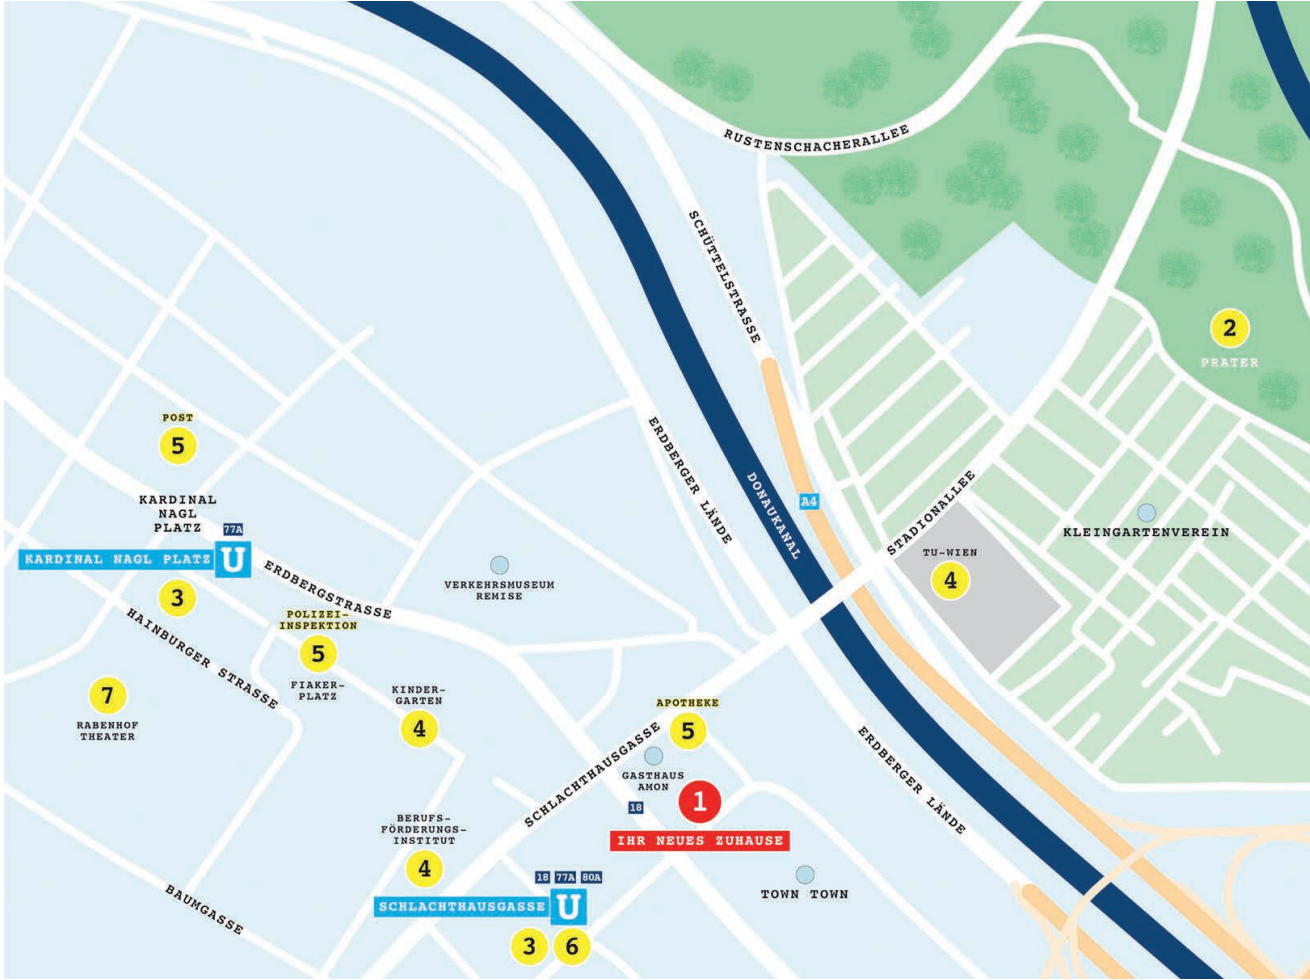 RUSTENSCHACHERALLEE
SCHÜTTELSTRASSE
2
PRATER
POST
5
KARDINAL
NAGL
PLATZ
77A
KARDINAL NAGL PLATZ U
3
ERDBERGSTRASSE
HAINBURGER STRASSE
POLIZEI-
INSPEKTION
5
FIAKER-
PLATZ
7
RABENHOF
THEATER
KINDER-
GARTEN
4
VERKEHRSMUSEUM
REMISE
ERDBERGER LÄNDE
DONAUKANAL
A4
STADIONALLEE
TU-WIEN
4
KLEINGARTENVEREIN
APOTHEKE
5
SCHLACHTHAUSGASSE
GASTHAUS
AMON
18
1
IHR NEUES ZUHAUSE
ERDBERGER LÄNDE
BERUFS-
FÖRDERUNGS-
INSTITUT
4
18 77A 80A
SCHLACHTHAUSGASSE U
3 6
TOWN TOWN
BAUMGASSE